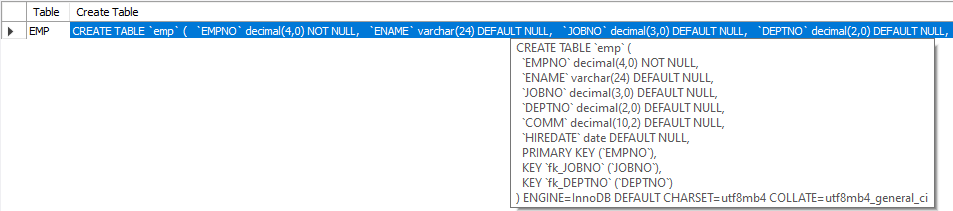 Table Create Table
EMP CREATE TABLE `emp` ( `EMPNO` decimal(4,0) NOT NULL, `ENAME` varchar(24) DEFAULT NULL, `JOBNO` decimal(3,0) DEFAULT NULL, `DEPTNO` decimal(2,0) DEFAULT NULL,
CREATE TABLE `emp` (
`EMPNO` decimal(4,0) NOT NULL,
`ENAME` varchar(24) DEFAULT NULL,
`JOBNO` decimal(3,0) DEFAULT NULL,
`DEPTNO` decimal(2,0) DEFAULT NULL,
`COMM` decimal(10,2) DEFAULT NULL,
`HIREDATE` date DEFAULT NULL,
PRIMARY KEY (`EMPNO`),
KEY `fk_JOBNO` (`JOBNO`),
KEY `fk_DEPTNO` (`DEPTNO`)
) ENGINE=InnoDB DEFAULT CHARSET=utf8mb4 COLLATE=utf8mb4_general_ci